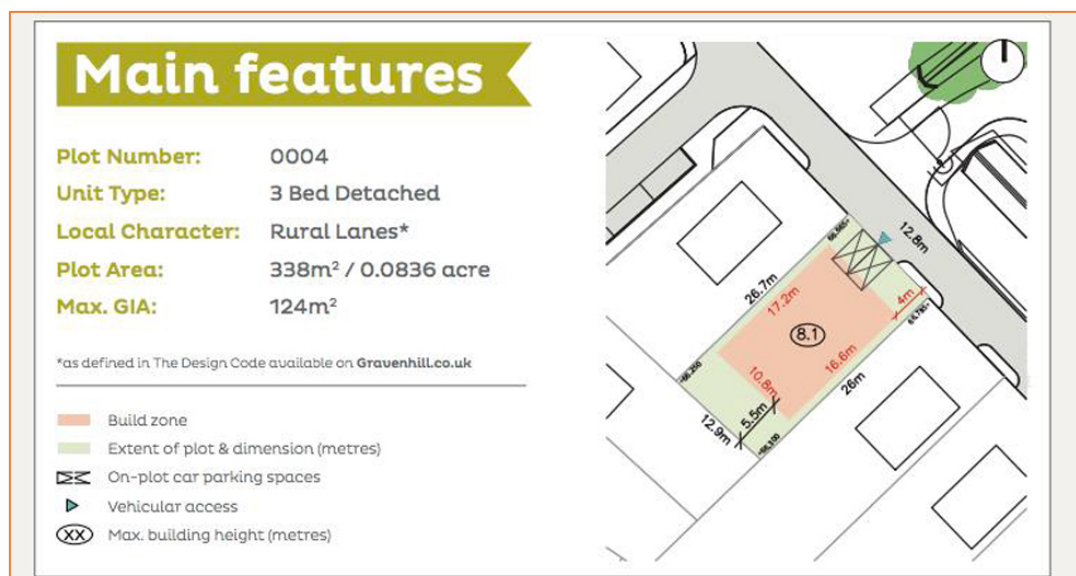 Main features
Plot Number: 0004
Unit Type: 3 Bed Detached
Local Character: Rural Lanes*
Plot Area: 338m² / 0.0836 acre
Max. GIA: 124m²
*as defined in The Design Code available on Gravenhill.co.uk
Build zone
Extent of plot & dimension (metres)
On-plot car parking spaces
Vehicular access
XX Max. building height (metres)
12.8m
26.7m
17.2m
4m
8.1
16.6m
10.8m
26m
5.5m
12.9m